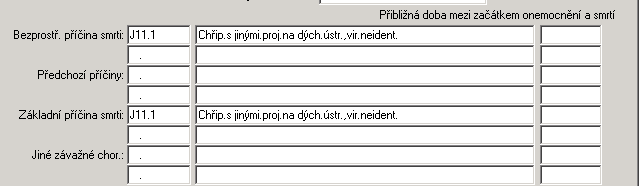 Přibližná doba mezi začátkem onemocnění a smrtí
Bezprostř. příčina smrti: J11.1 Chřip.s jinými.proj.na dých.ústr.,vir.neident.
.
Předchozí příčiny: .
.
Základní příčina smrti: J11.1 Chřip.s jinými.proj.na dých.ústr.,vir.neident.
.
Jiné závažné chor.: .
.